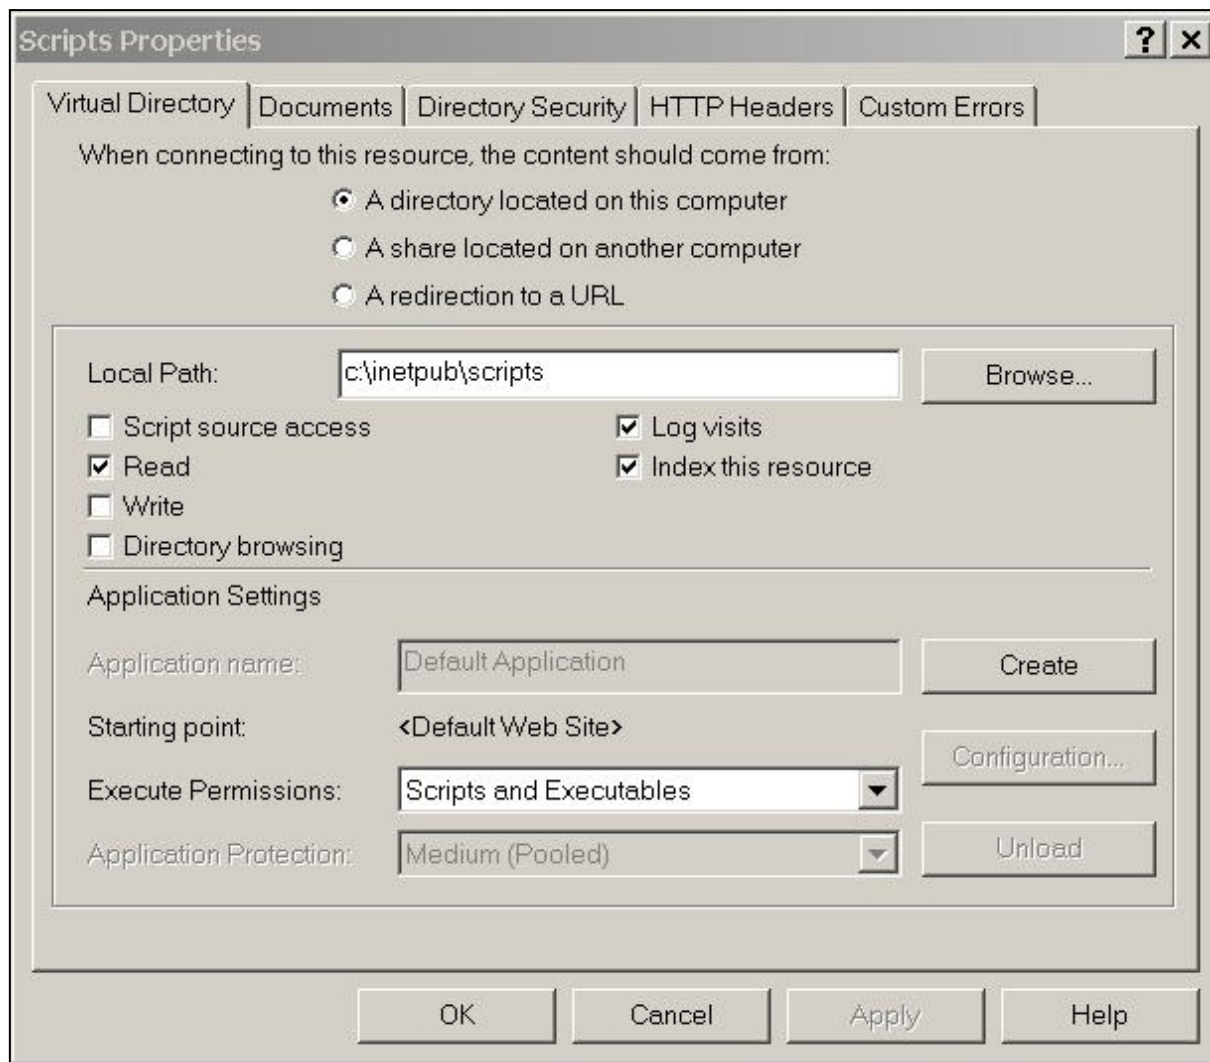 Scripts Properties
Virtual Directory Documents Directory Security HTTP Headers Custom Errors
When connecting to this resource, the content should come from:
A directory located on this computer
A share located on another computer
A redirection to a URL
Local Path: c:\inetpub\scripts Browse...
Script source access Log visits
Read Index this resource
Write
Directory browsing
Application Settings
Application name: Default Application Create
Starting point: <Default Web Site>
Configuration...
Execute Permissions: Scripts and Executables
Application Protection: Medium (Pooled) Unload
OK Cancel Apply Help